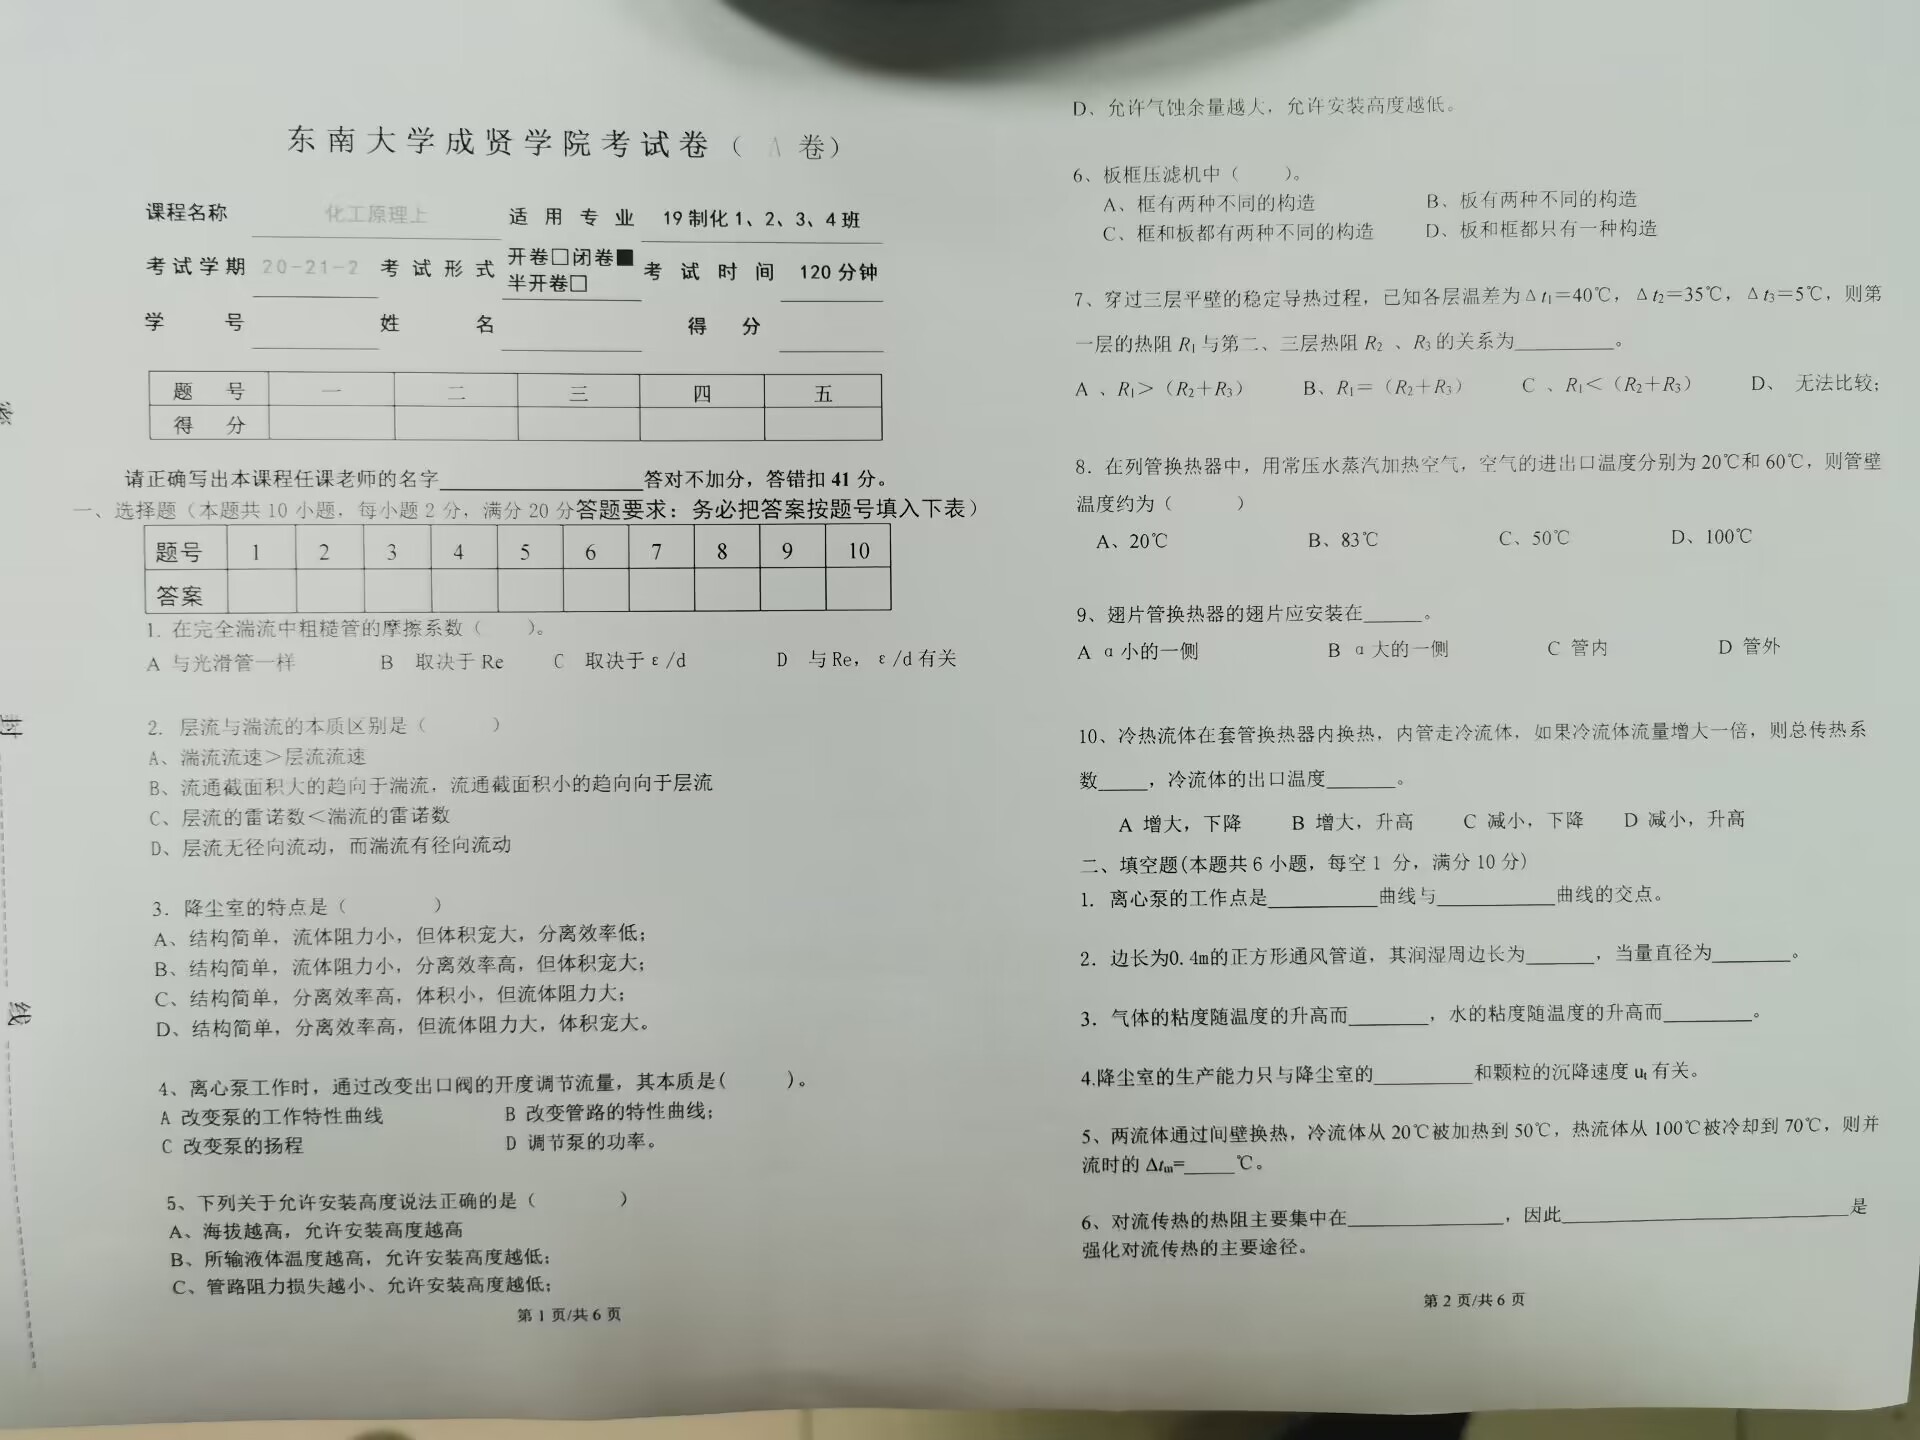 东南大学成贤学院考试卷（ A 卷）
课程名称 化工原理上 适用专业 19制化1、2、3、4班
考试学期 20-21-2 考试形式 开卷□闭卷■ 半开卷□ 考试时间 120分钟
学号 姓名 得分
题号 一 二 三 四 五
得分
请正确写出本课程任课老师的名字__________答对不加分，答错扣 41 分。
一、选择题（本题共 10 小题，每小题 2 分，满分 20 分答题要求：务必把答案按题号填入下表）
题号 1 2 3 4 5 6 7 8 9 10
答案
1. 在完全湍流中粗糙管的摩擦系数（ ）。
A 与光滑管一样 B 取决于 Re C 取决于 ε/d D 与 Re，ε/d 有关
2. 层流与湍流的本质区别是（ ）
A、湍流流速＞层流流速
B、流通截面积大的趋向于湍流，流通截面积小的趋向向于层流
C、层流的雷诺数＜湍流的雷诺数
D、层流无径向流动，而湍流有径向流动
3．降尘室的特点是（ ）
A、结构简单，流体阻力小，但体积宠大，分离效率低；
B、结构简单，流体阻力小，分离效率高，但体积宠大；
C、结构简单，分离效率高，体积小，但流体阻力大；
D、结构简单，分离效率高，但流体阻力大，体积宠大。
4、离心泵工作时，通过改变出口阀的开度调节流量，其本质是( )。
A 改变泵的工作特性曲线 B 改变管路的特性曲线；
C 改变泵的扬程 D 调节泵的功率。
5、下列关于允许安装高度说法正确的是（ ）
A、海拔越高，允许安装高度越高
B、所输液体温度越高，允许安装高度越低；
C、管路阻力损失越小、允许安装高度越低；
第 1 页/共 6 页
D、允许气蚀余量越大，允许安装高度越低。
6、板框压滤机中（ ）。
A、框有两种不同的构造 B、板有两种不同的构造
C、框和板都有两种不同的构造 D、板和框都只有一种构造
7、穿过三层平壁的稳定导热过程，已知各层温差为Δt1＝40℃，Δt2＝35℃，Δt3＝5℃，则第
一层的热阻 R1 与第二、三层热阻 R2 、R3 的关系为__________。
A 、R1＞（R2＋R3） B、R1＝（R2＋R3） C 、R1＜（R2＋R3） D、 无法比较；
8．在列管换热器中，用常压水蒸汽加热空气，空气的进出口温度分别为 20℃和 60℃，则管壁
温度约为（ ）
A、20℃ B、83℃ C、50℃ D、100℃
9、翅片管换热器的翅片应安装在______。
A α小的一侧 B α大的一侧 C 管内 D 管外
10、冷热流体在套管换热器内换热，内管走冷流体，如果冷流体流量增大一倍，则总传热系
数_____，冷流体的出口温度_______。
A 增大，下降 B 增大，升高 C 减小，下降 D 减小，升高
二、填空题(本题共 6 小题，每空 1 分，满分 10 分)
1．离心泵的工作点是__________曲线与__________曲线的交点。
2．边长为0.4m的正方形通风管道，其润湿周边长为_______，当量直径为________。
3．气体的粘度随温度的升高而________，水的粘度随温度的升高而_________。
4.降尘室的生产能力只与降尘室的__________和颗粒的沉降速度 ut 有关。
5、两流体通过间壁换热，冷流体从 20℃被加热到 50℃，热流体从 100℃被冷却到 70℃，则并
流时的 Δtm=_____℃。
6、对流传热的热阻主要集中在________________，因此______________________________是
强化对流传热的主要途径。
第 2 页/共 6 页
封
线